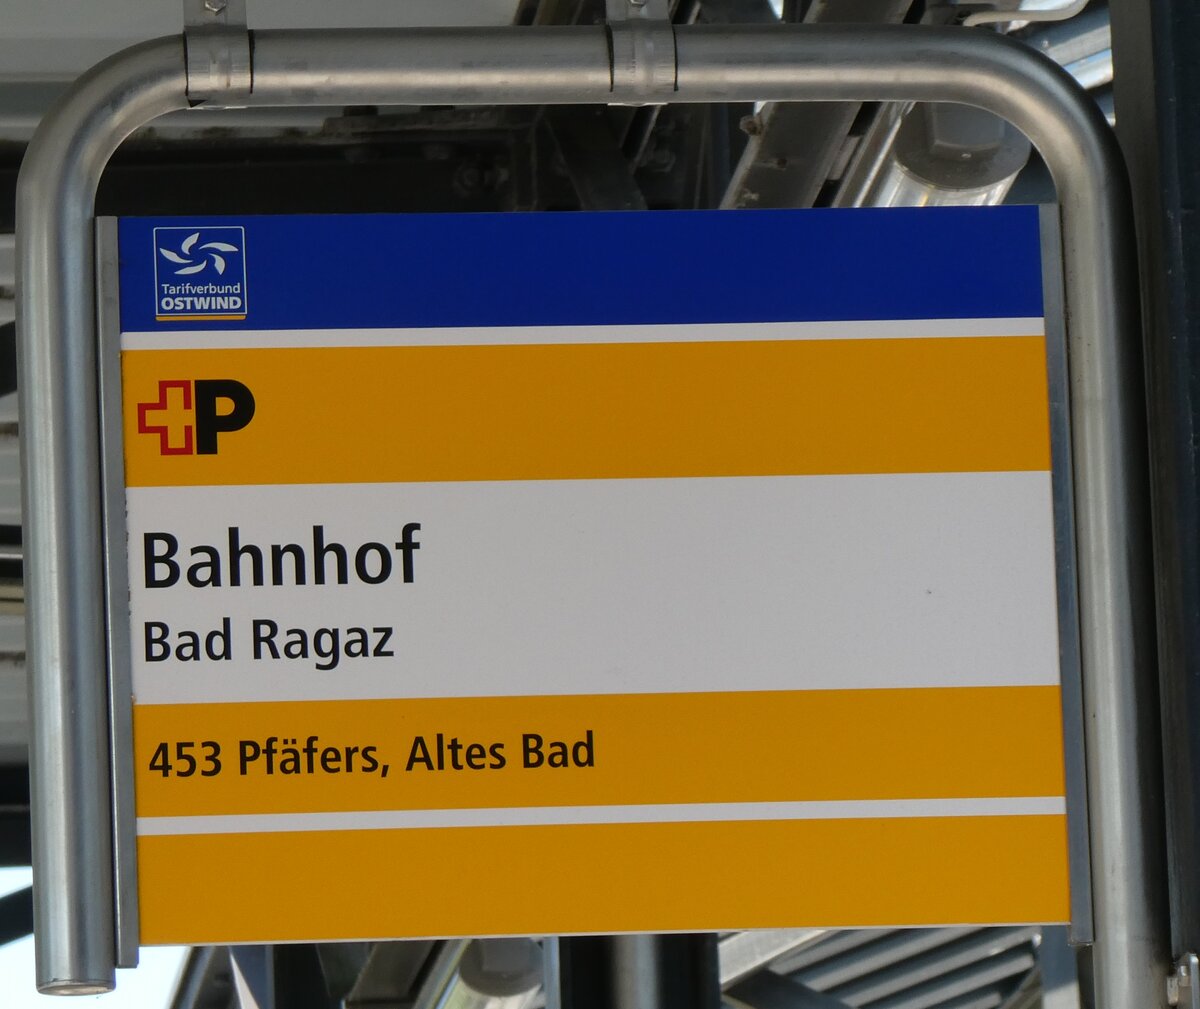 Tarifverbund
OSTWIND
P
Bahnhof
Bad Ragaz
453 Pfäfers, Altes Bad